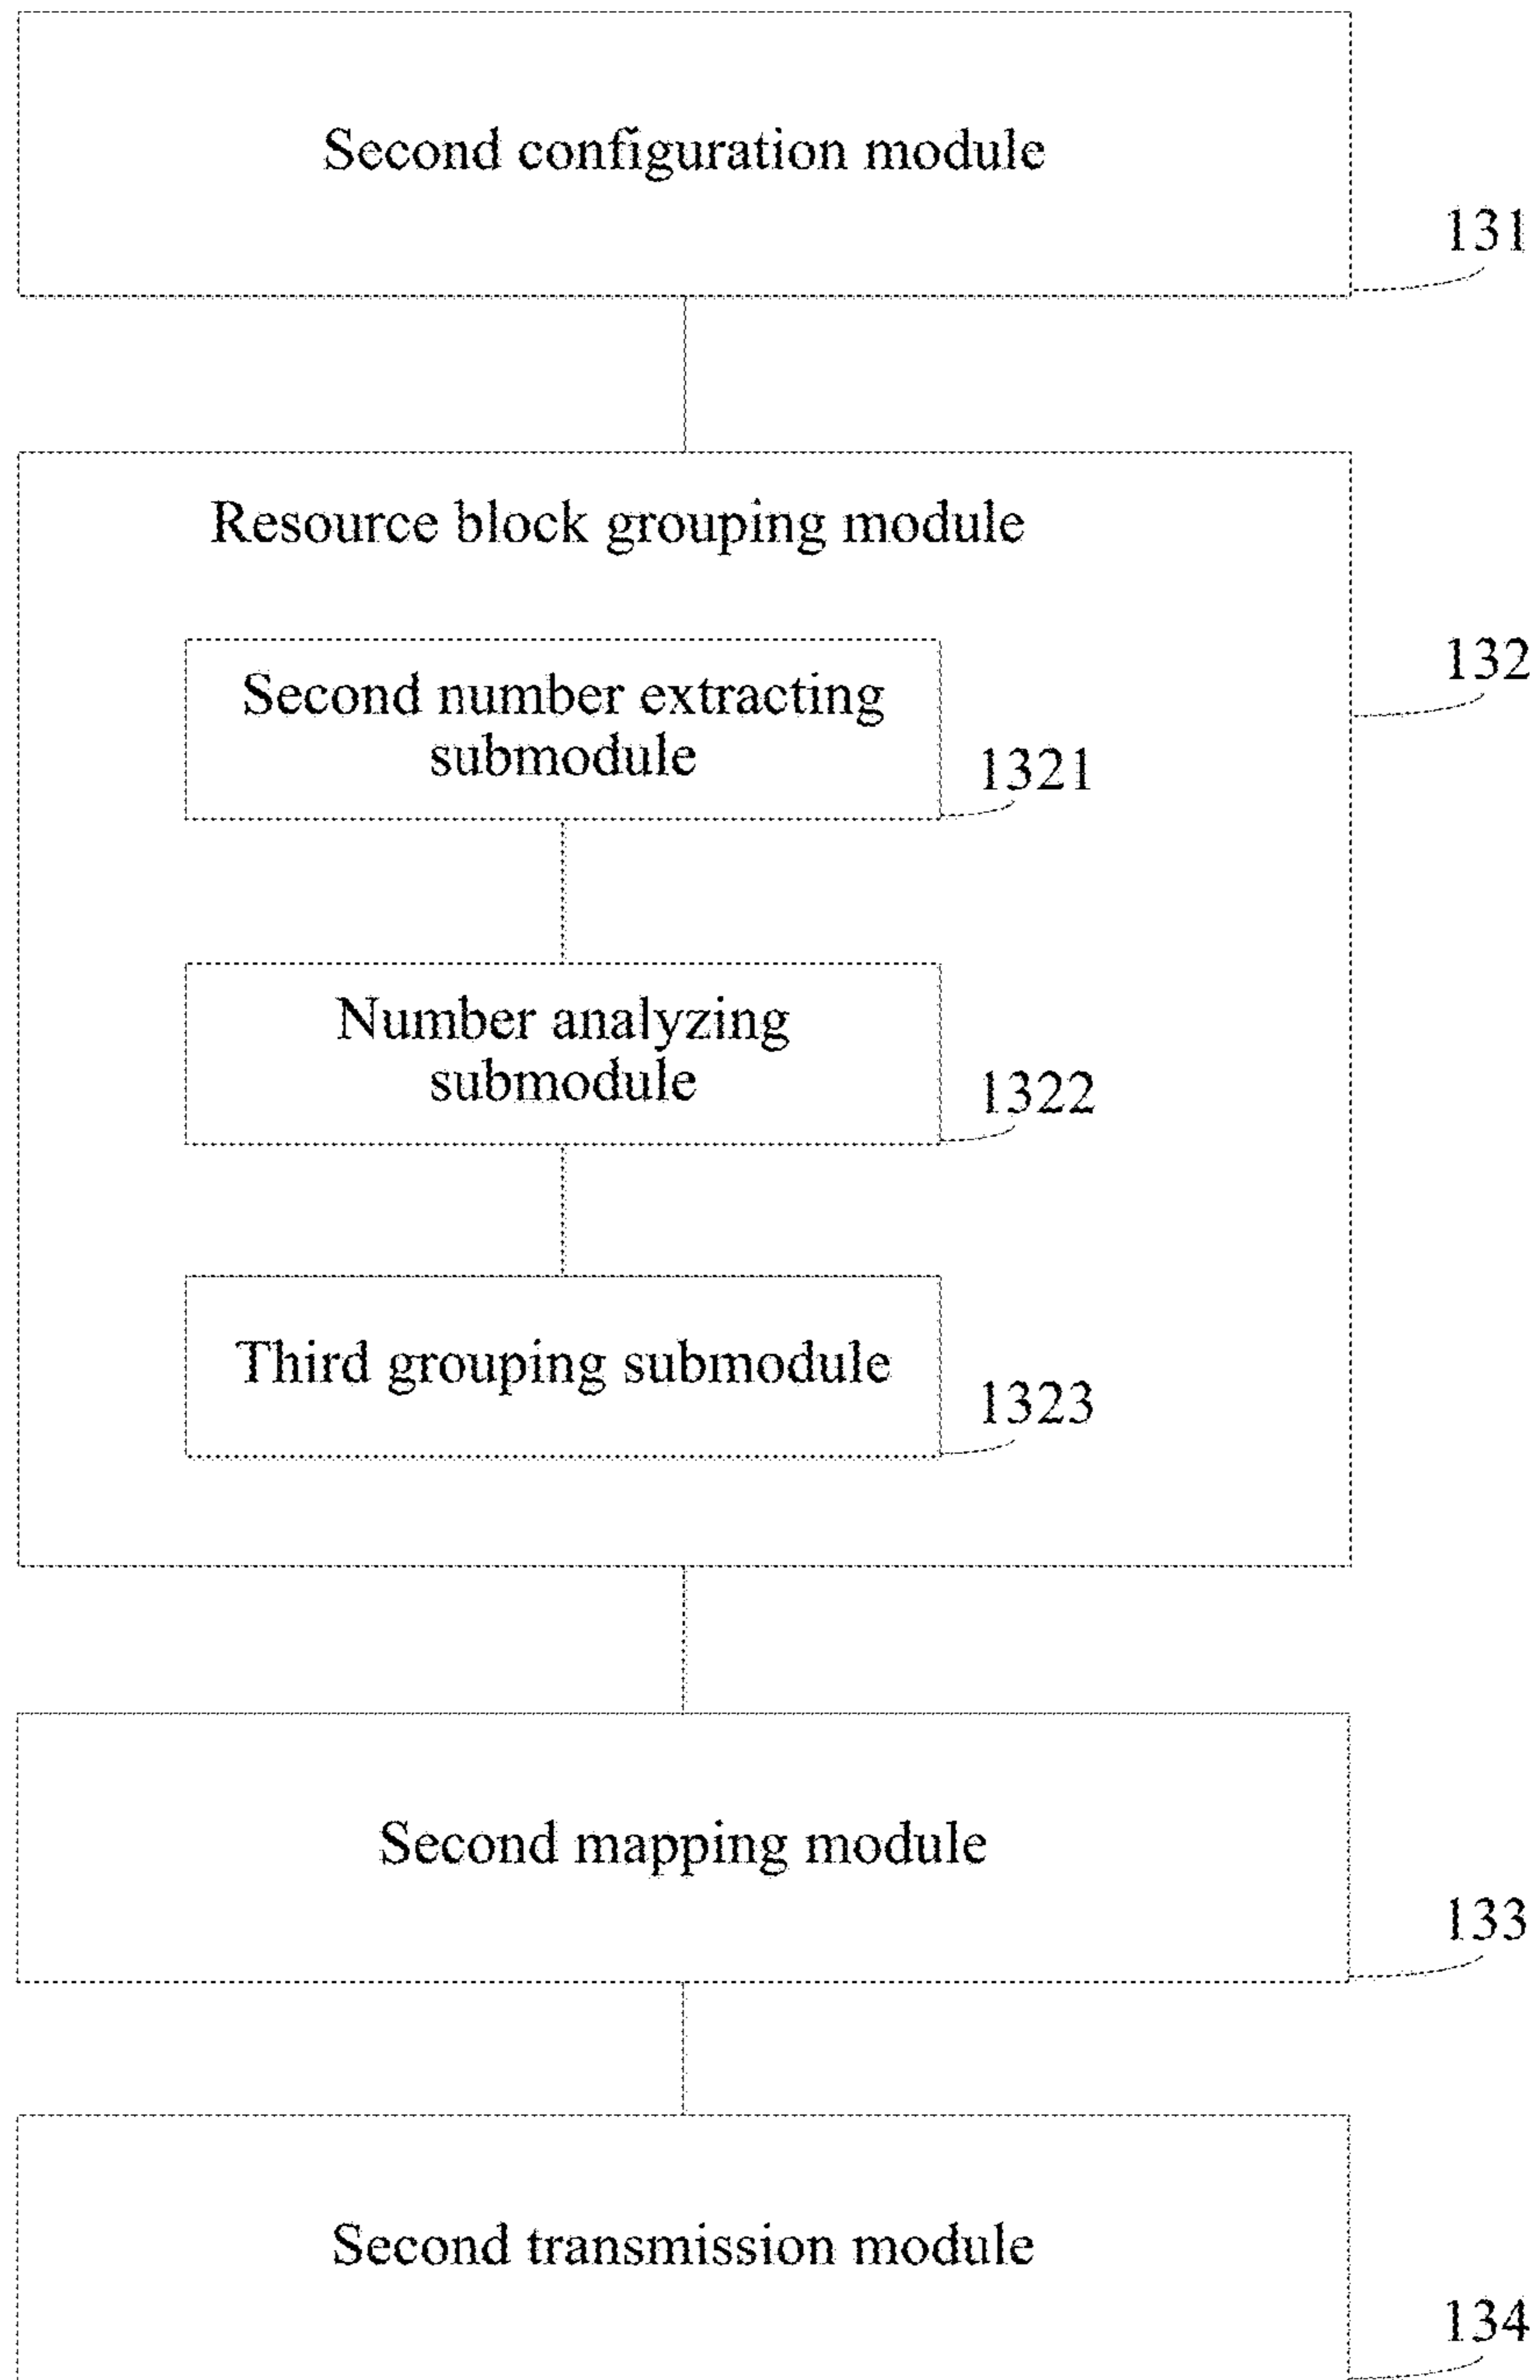 Second configuration module
131
Resource block grouping module
132
Second number extracting
submodule
1321
Number analyzing
submodule
1322
Third grouping submodule
1323
Second mapping module
133
Second transmission module
134